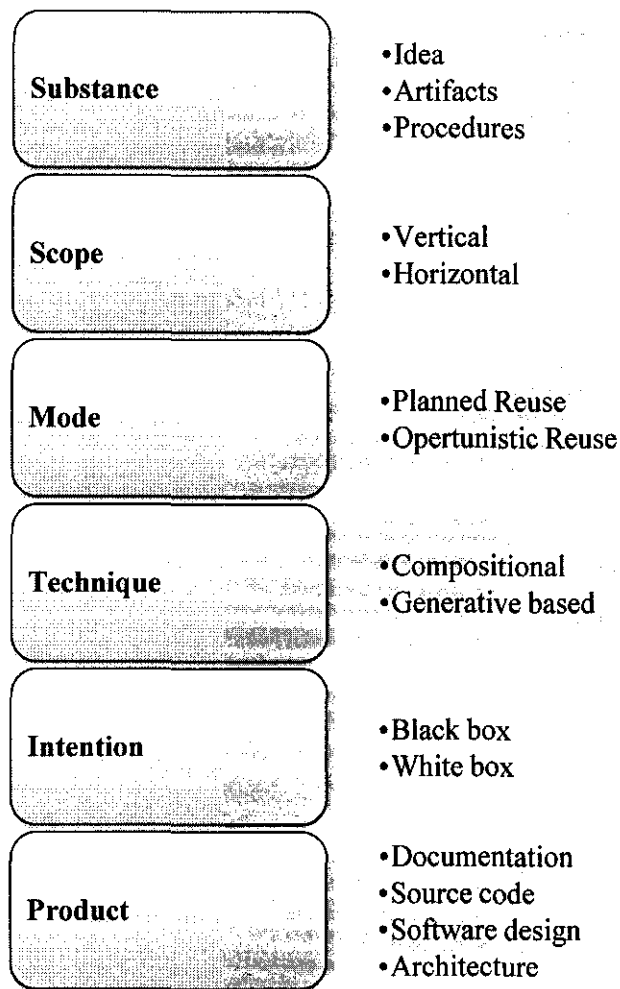 Substance
•Idea
•Artifacts
•Procedures
Scope
•Vertical
•Horizontal
Mode
•Planned Reuse
•Opertunistic Reuse
Technique
•Compositional
•Generative based
Intention
•Black box
•White box
Product
•Documentation
•Source code
•Software design
•Architecture